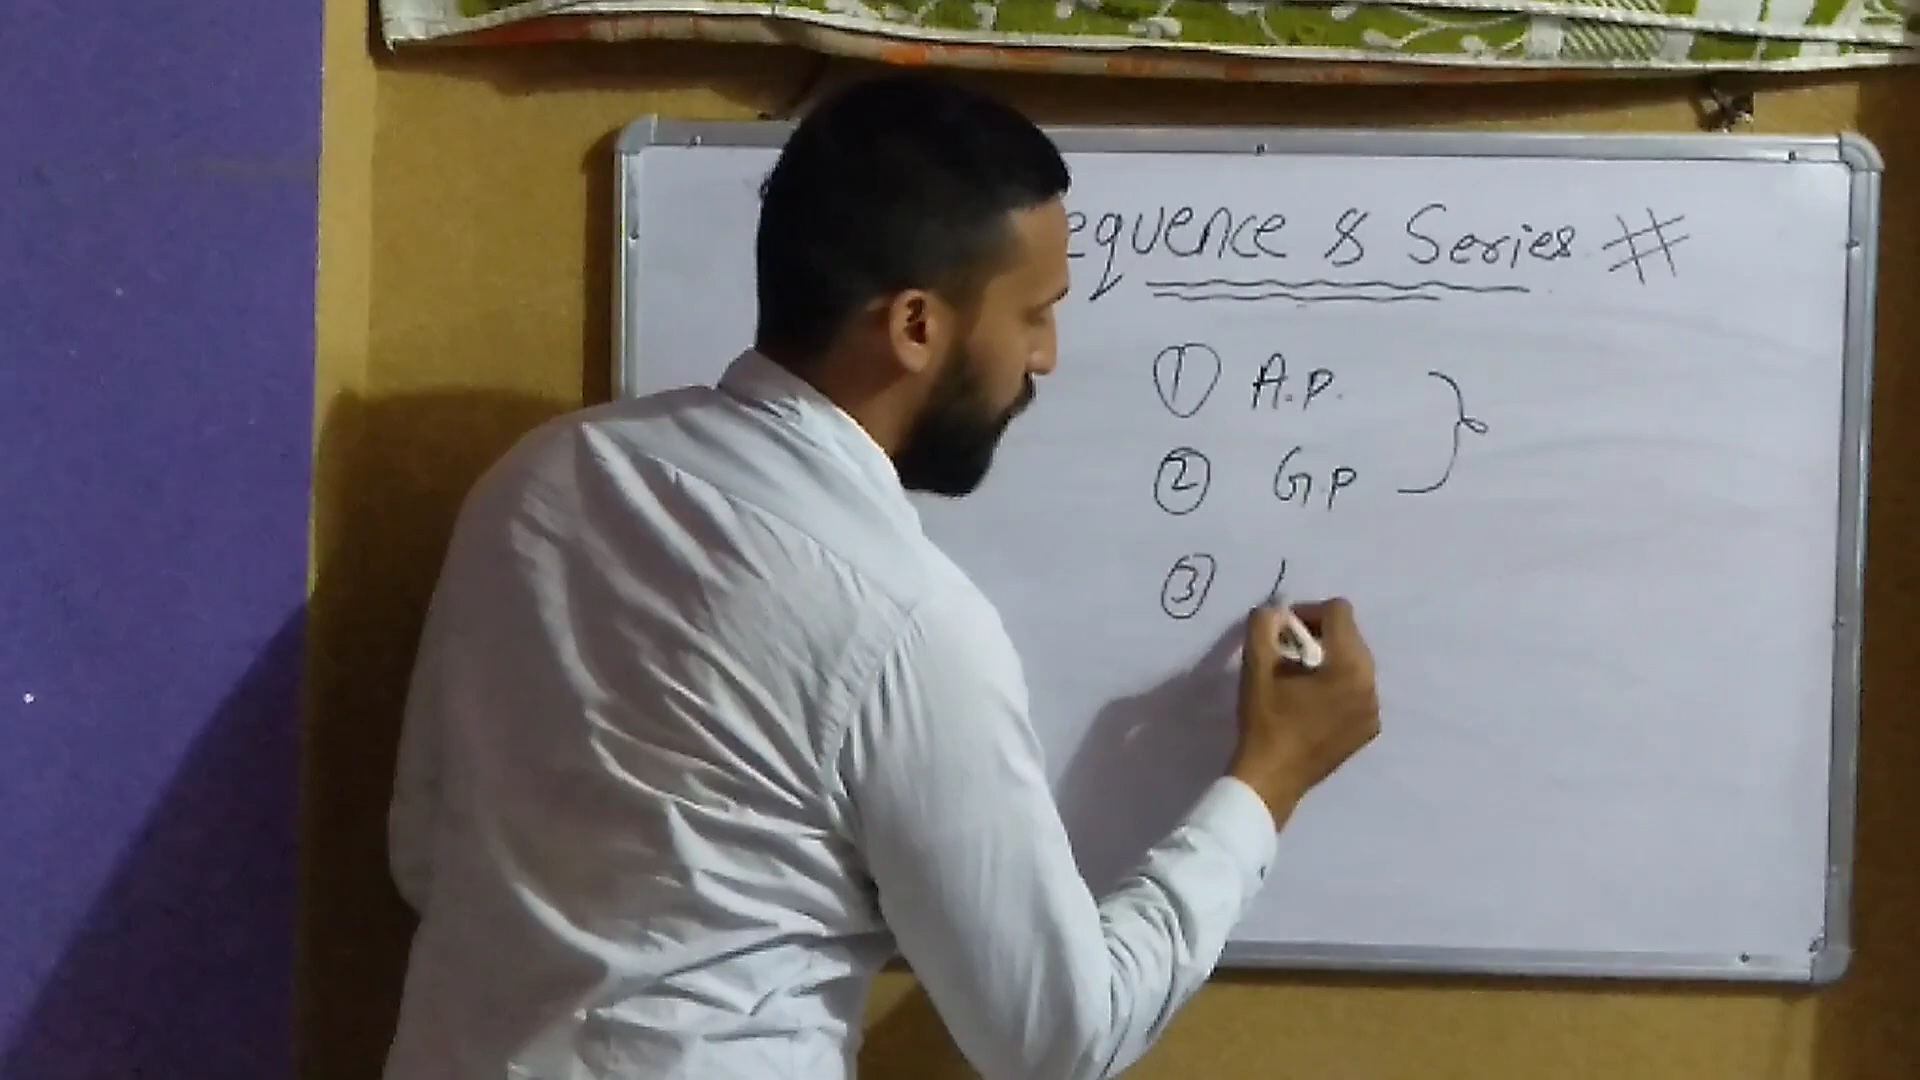 equence & Series #
① A.P.
② G.P
③